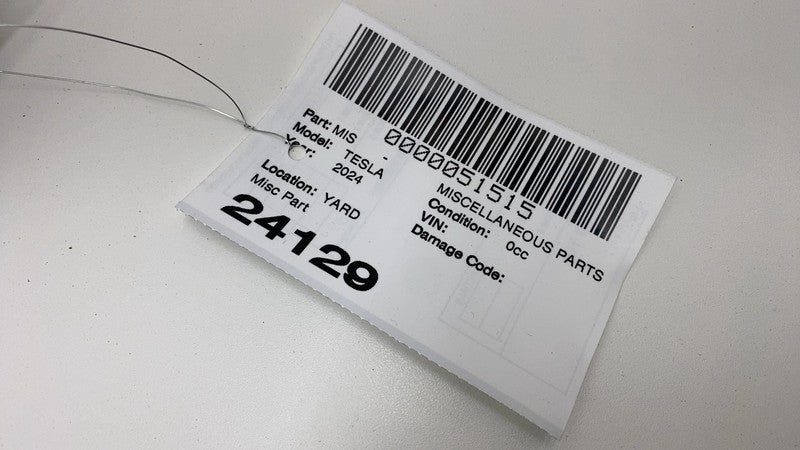 0000051515
Part: MIS - MISCELLANEOUS PARTS
Model: TESLA Condition: 0cc
Year: 2024 VIN:
Damage Code:
Location: YARD
Misc Part
24129